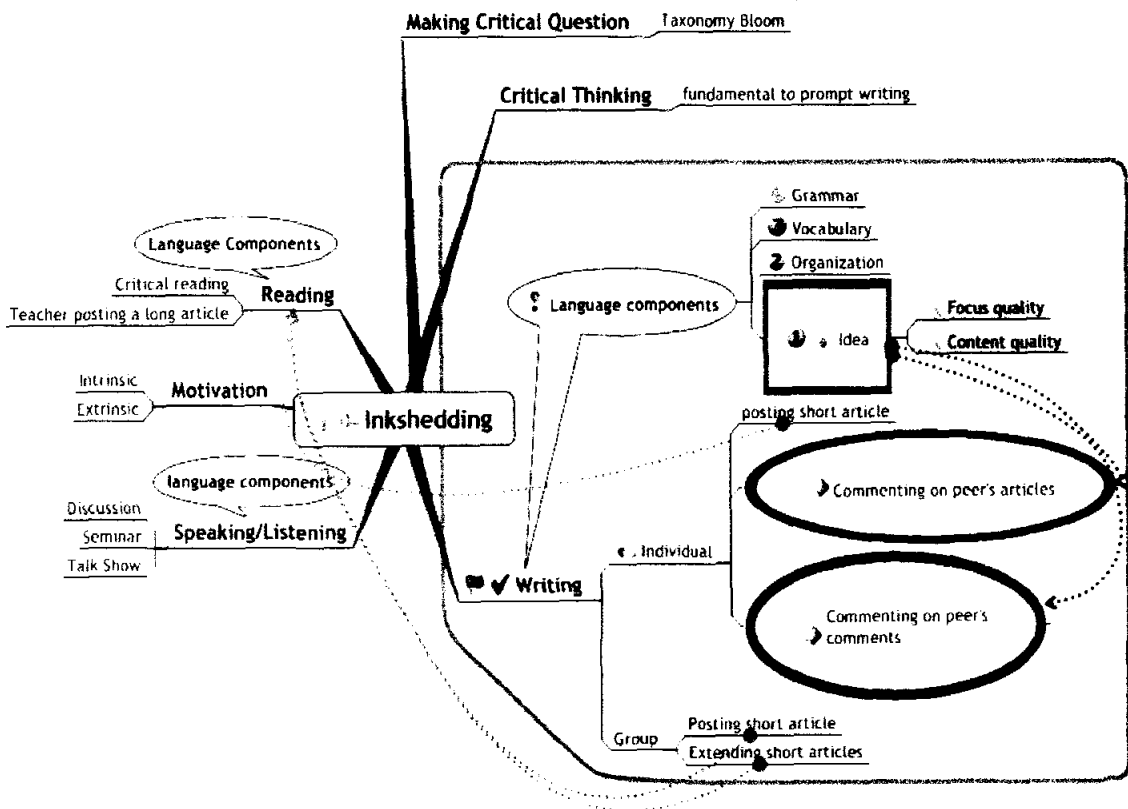 Making Critical Question
Taxonomy Bloom
Critical Thinking
fundamental to prompt writing
Language Components
Critical reading
Reading
Teacher posting a long article
Intrinsic
Motivation
Extrinsic
Inkshedding
language components
Discussion
Seminar
Speaking/Listening
Talk Show
Grammar
Vocabulary
Organization
Language components
Idea
Focus quality
Content quality
posting short article
Commenting on peer's articles
Individual
Writing
Commenting on peer's
comments
Group
Posting short article
Extending short articles